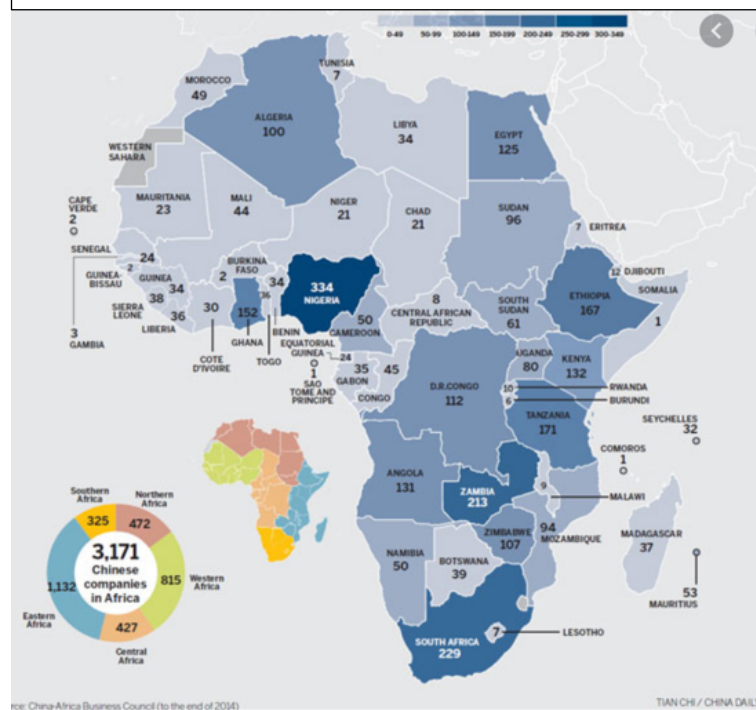 0-49 50-99 100-149 150-199 200-249 250-299 300-349
TUNISIA
7
MOROCCO
49
ALGERIA
100
LIBYA
34
EGYPT
125
WESTERN
SAHARA
CAPE
VERDE
2
MAURITANIA
23
MALI
44
NIGER
21
CHAD
21
SUDAN
96
7 ERITREA
SENEGAL
24
2
GUINEA-
BISSAU
GUINEA
34
BURKINA
FASO
2
34
BENIN
334
NIGERIA
12 DJIBOUTI
SOMALIA
1
ETHIOPIA
167
3
GAMBIA
SIERRA
LEONE
38
LIBERIA
36
30
COTE
D'IVOIRE
152
GHANA
TOGO
50
CAMEROON
8
CENTRAL AFRICAN
REPUBLIC
SOUTH
SUDAN
61
EQUATORIAL
GUINEA
24
1
SAO
TOME AND
PRINCIPE
35
GABON
45
CONGO
D.R.CONGO
112
UGANDA
80
KENYA
132
10 RWANDA
6 BURUNDI
TANZANIA
171
SEYCHELLES
32
COMOROS
1
ANGOLA
131
ZAMBIA
213
9
MALAWI
94
MOZAMBIQUE
ZIMBABWE
107
MADAGASCAR
37
NAMIBIA
50
BOTSWANA
39
53
MAURITIUS
7 LESOTHO
SOUTH AFRICA
229
Southern
Africa
325
Northern
Africa
472
3,171
Chinese
companies
in Africa
1,132
Eastern
Africa
815
Western
Africa
427
Central
Africa
rce: China-Africa Business Council (to the end of 2014)
TIAN CHI / CHINA DAIL